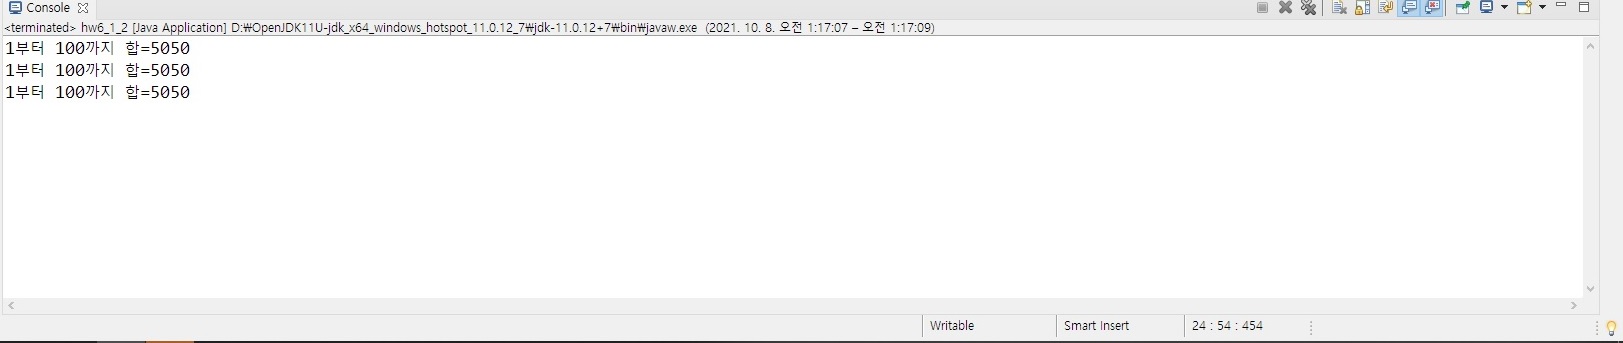 Console
<terminated> hw6_1_2 [Java Application] D:₩OpenJDK11U-jdk_x64_windows_hotspot_11.0.12_7₩jdk-11.0.12+7₩bin₩javaw.exe (2021. 10. 8. 오전 1:17:07 – 오전 1:17:09)
1부터 100까지 합=5050
1부터 100까지 합=5050
1부터 100까지 합=5050
Writable Smart Insert 24 : 54 : 454